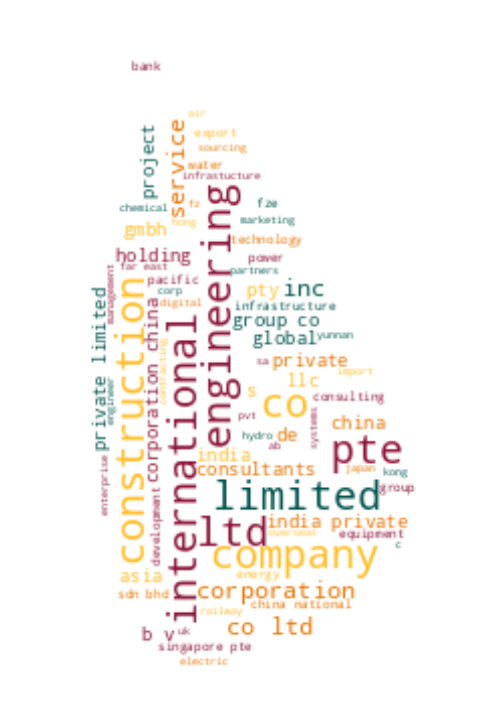 bank
air
export
sourcing
project
service
water
infrastucture
chemical
fz
fze
hong
marketing
gmbh
technology
engineering
holding
power
far east
partners
management
pacific
corp
pty
inc
digital
infrastructure
construction
corporation china
international
group co
global
yunnan
private limited
contracting
sa
private
import
llc
engineer
s
co
consulting
pvt
systems
china
hydro
de
ab
pte
india
consultants
japan
kong
enterprise
limited
group
development
ltd
india private
overseas
equipment
c
company
asia
energy
sdn bhd
corporation
china national
railway
b v
uk
co ltd
singapore pte
electric